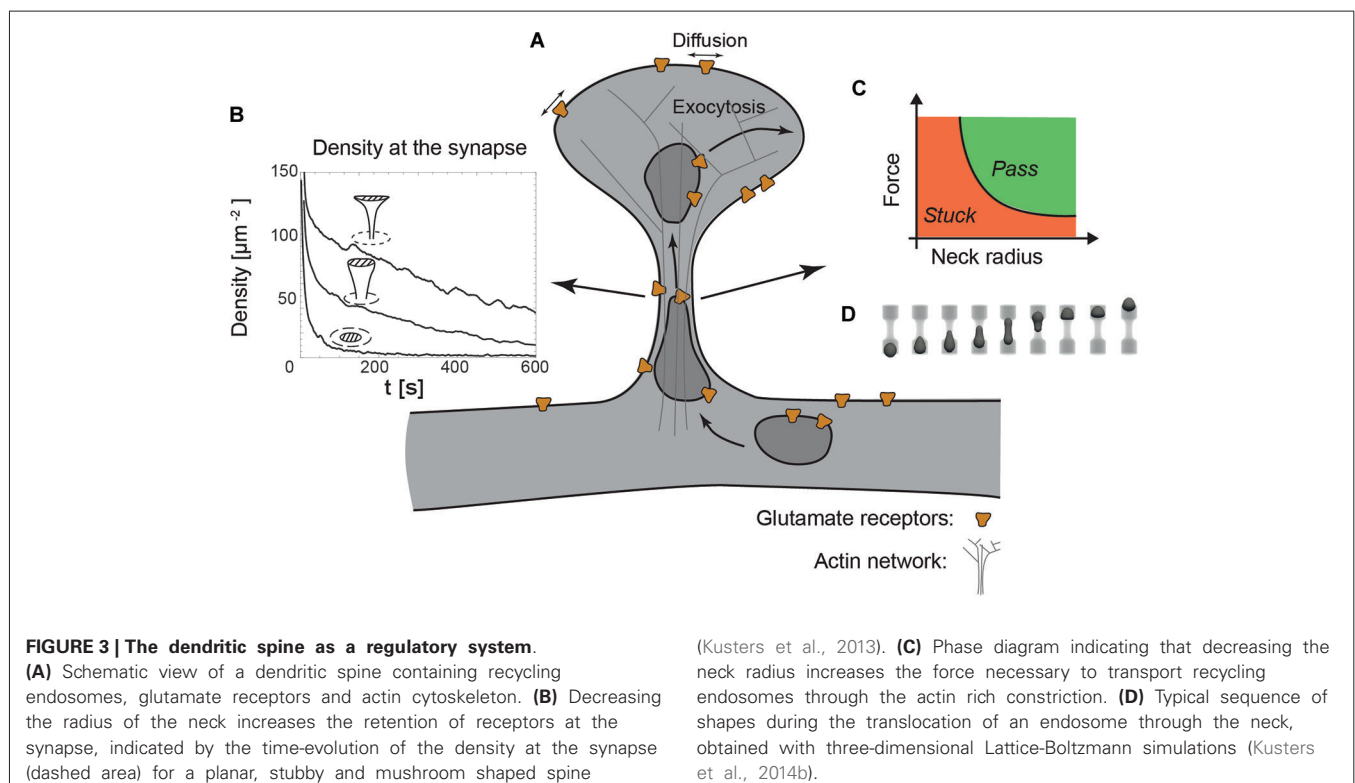 A
Diffusion
Exocytosis
B
Density at the synapse
Density [µm⁻²]
150
100
50
0
0
200
400
600
t [s]
C
Force
Pass
Stuck
Neck radius
D
Glutamate receptors:
Actin network:
FIGURE 3 | The dendritic spine as a regulatory system.
(A) Schematic view of a dendritic spine containing recycling
endosomes, glutamate receptors and actin cytoskeleton. (B) Decreasing
the radius of the neck increases the retention of receptors at the
synapse, indicated by the time-evolution of the density at the synapse
(dashed area) for a planar, stubby and mushroom shaped spine
(Kusters et al., 2013). (C) Phase diagram indicating that decreasing the
neck radius increases the force necessary to transport recycling
endosomes through the actin rich constriction. (D) Typical sequence of
shapes during the translocation of an endosome through the neck,
obtained with three-dimensional Lattice-Boltzmann simulations (Kusters
et al., 2014b).